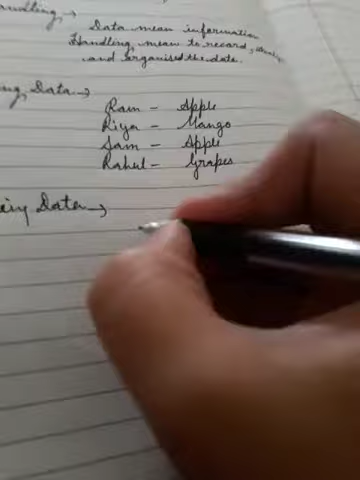 Data mean information
Handling, mean to record,
and organised the data.
Data →
Ram - Apple
Riya - Mango
Sam - Apple
Rahul - Grapes
Data →